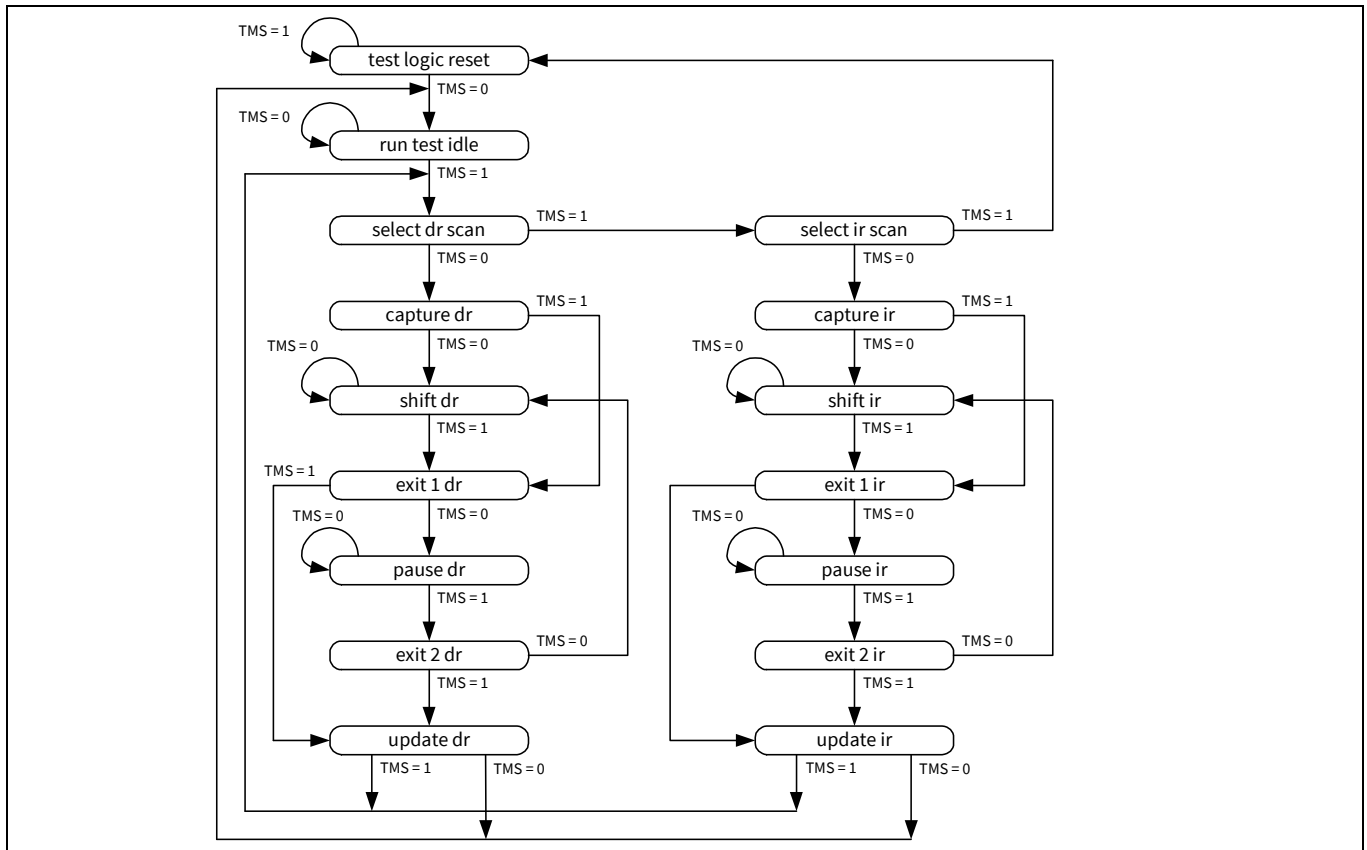 TMS = 1
test logic reset
TMS = 0
TMS = 0
run test idle
TMS = 1
select dr scan
TMS = 1
select ir scan
TMS = 1
TMS = 0
TMS = 0
capture dr
TMS = 1
capture ir
TMS = 1
TMS = 0
TMS = 0
TMS = 0
TMS = 0
shift dr
shift ir
TMS = 1
TMS = 1
TMS = 1
exit 1 dr
exit 1 ir
TMS = 0
TMS = 0
TMS = 0
TMS = 0
pause dr
pause ir
TMS = 1
TMS = 1
exit 2 dr
TMS = 0
exit 2 ir
TMS = 0
TMS = 1
TMS = 1
update dr
update ir
TMS = 1
TMS = 0
TMS = 1
TMS = 0